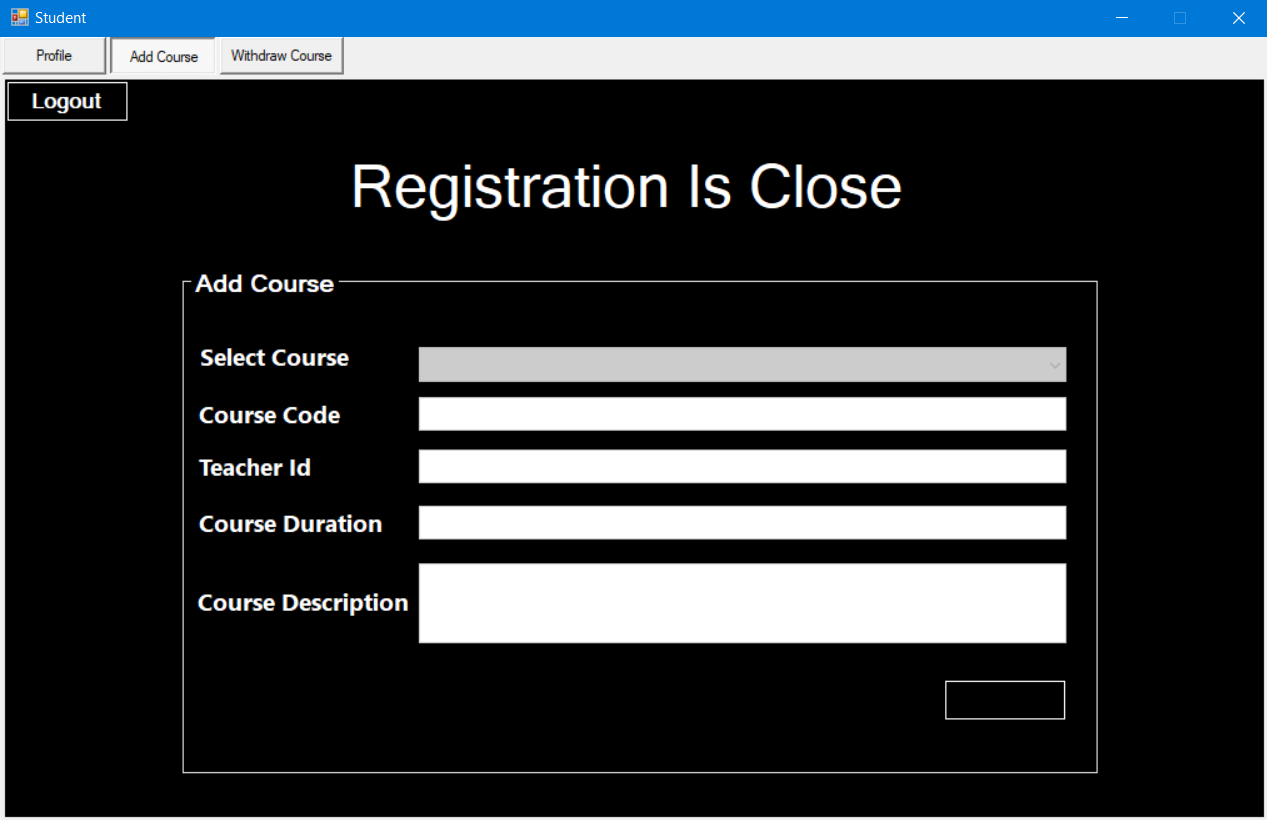 Student
Profile
Add Course
Withdraw Course
Logout
Registration Is Close
Add Course
Select Course
Course Code
Teacher Id
Course Duration
Course Description